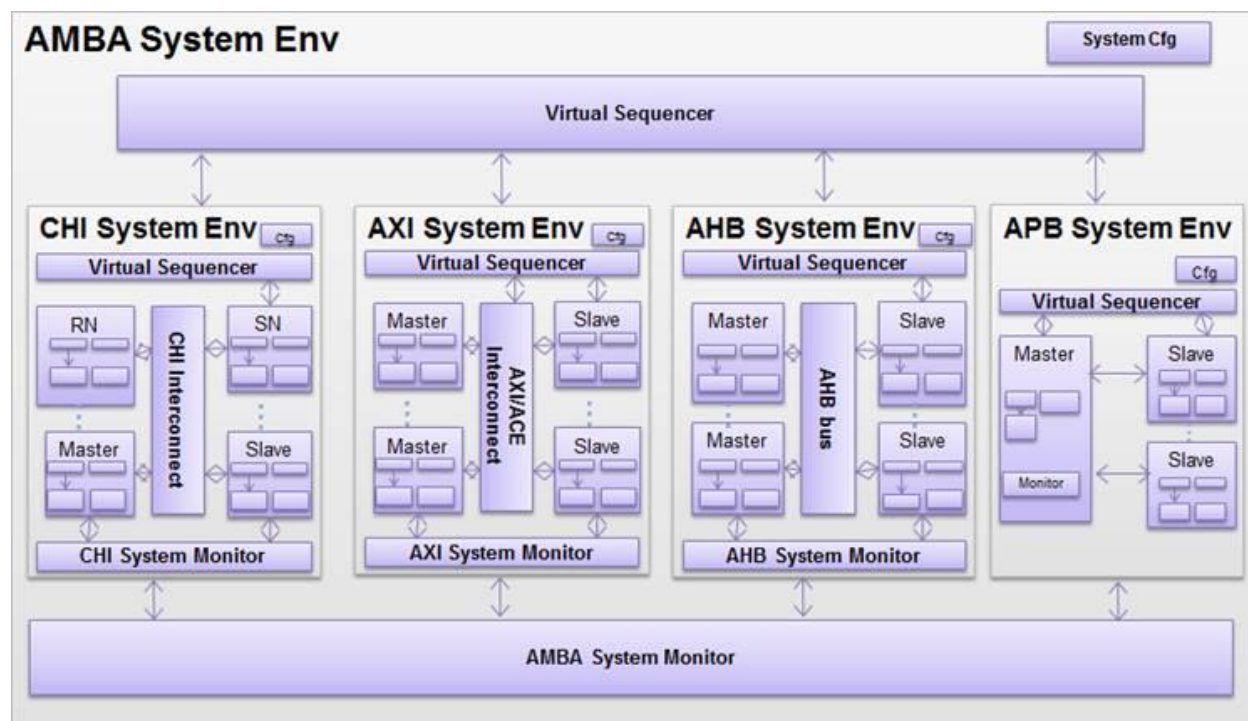 AMBA System Env
System Cfg
Virtual Sequencer
CHI System Env
Cfg
Virtual Sequencer
RN
SN
CHI Interconnect
Master
Slave
CHI System Monitor
AXI System Env
Cfg
Virtual Sequencer
Master
Slave
AXI/ACE
Interconnect
Master
Slave
AXI System Monitor
AHB System Env
Cfg
Virtual Sequencer
Master
Slave
AHB bus
Master
Slave
AHB System Monitor
APB System Env
Cfg
Virtual Sequencer
Master
Slave
Slave
Monitor
AMBA System Monitor